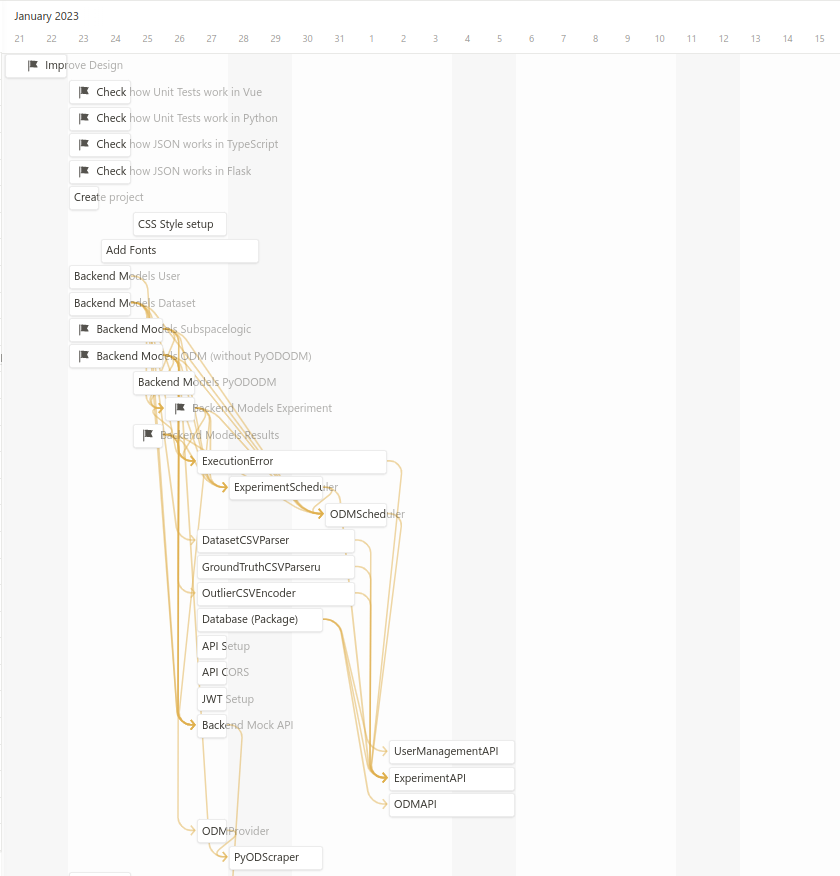 January 2023
21 22 23 24 25 26 27 28 29 30 31 1 2 3 4 5 6 7 8 9 10 11 12 13 14 15
Improve Design
Check how Unit Tests work in Vue
Check how Unit Tests work in Python
Check how JSON works in TypeScript
Check how JSON works in Flask
Create project
CSS Style setup
Add Fonts
Backend Models User
Backend Models Dataset
Backend Models Subspacelogic
Backend Models ODM (without PyODODM)
Backend Models PyODODM
Backend Models Experiment
Backend Models Results
ExecutionError
ExperimentScheduler
ODMScheduler
DatasetCSVParser
GroundTruthCSVParseru
OutlierCSVEncoder
Database (Package)
API Setup
API CORS
JWT Setup
Backend Mock API
UserManagementAPI
ExperimentAPI
ODMAPI
ODMProvider
PyODScraper